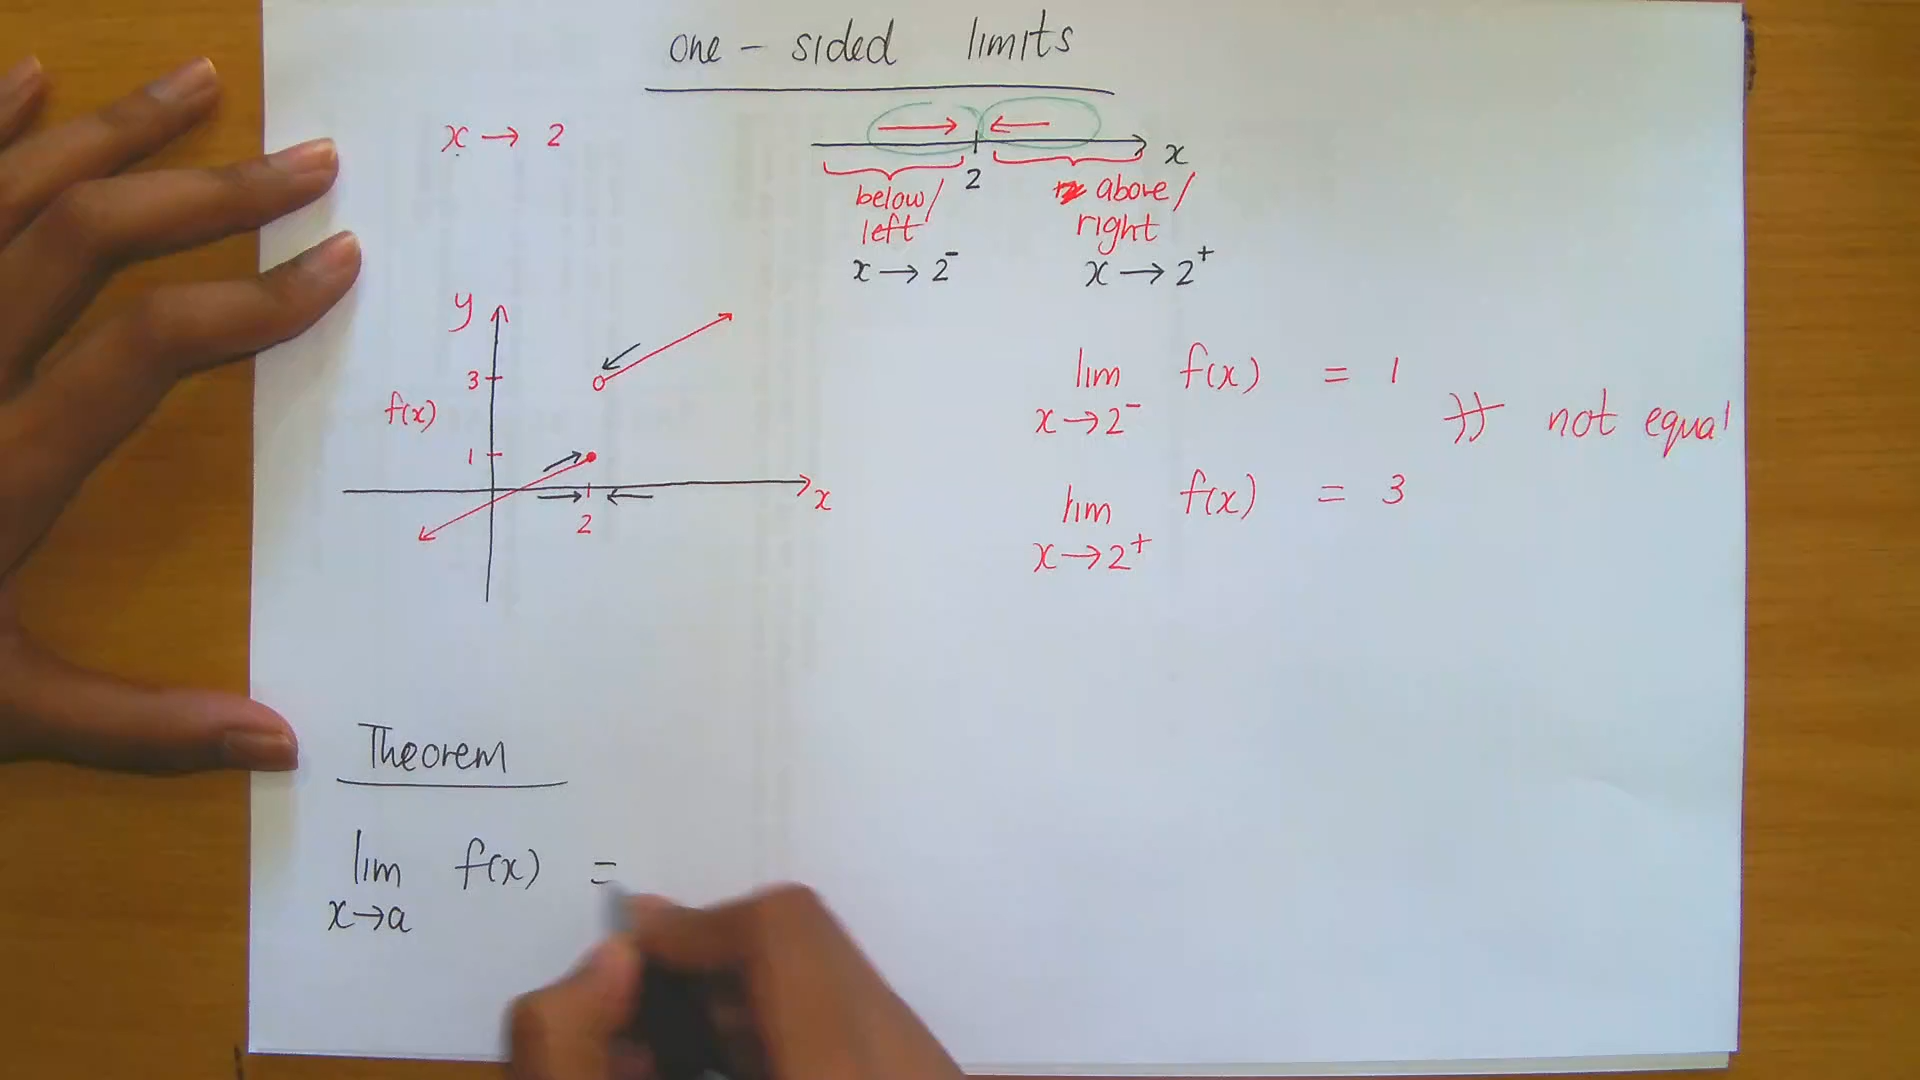 one - sided limits
x → 2
x
2
below/
left
above/
right
x → 2⁻
x → 2⁺
y
3
f(x)
1
2
x
lim f(x) = 1
x→2⁻
not equal
lim f(x) = 3
x→2⁺
Theorem
lim f(x) =
x→a